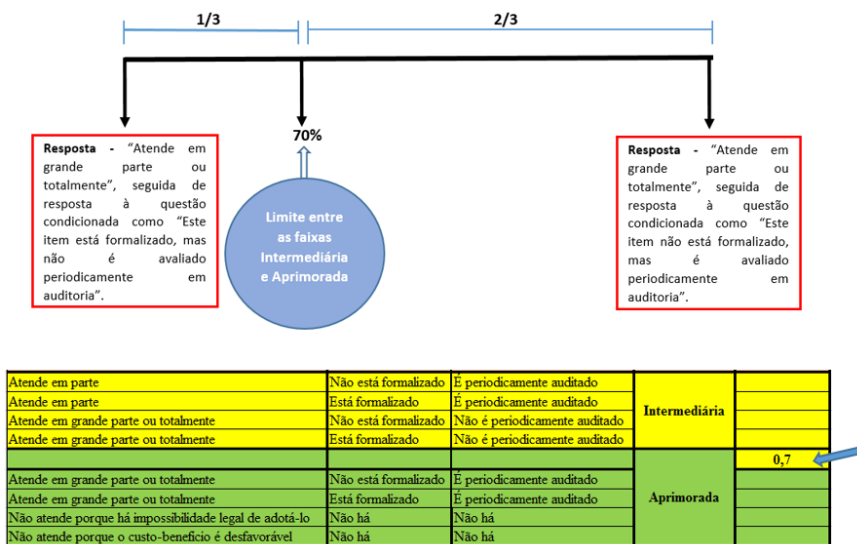 1/3
2/3
70%
Resposta - “Atende em
grande parte ou
totalmente”, seguida de
resposta à questão
condicionada como “Este
item está formalizado, mas
não é avaliado
periodicamente em
auditoria”.
Limite entre
as faixas
Intermediária
e Aprimorada
Resposta - “Atende em
grande parte ou
totalmente”, seguida de
resposta à questão
condicionada como “Este
item não está formalizado,
mas é avaliado
periodicamente em
auditoria”.
Atende em parte Não está formalizado É periodicamente auditado
Atende em parte Está formalizado É periodicamente auditado
Intermediária
Atende em grande parte ou totalmente Não está formalizado Não é periodicamente auditado
Atende em grande parte ou totalmente Está formalizado Não é periodicamente auditado
0,7
Atende em grande parte ou totalmente Não está formalizado É periodicamente auditado
Atende em grande parte ou totalmente Está formalizado É periodicamente auditado
Aprimorada
Não atende porque há impossibilidade legal de adotá-lo Não há Não há
Não atende porque o custo-benefício é desfavorável Não há Não há